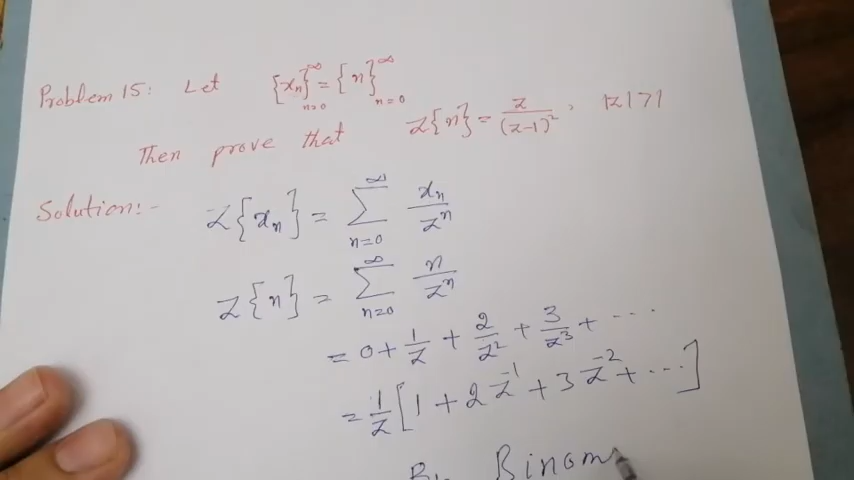 Problem 15: Let {xₙ}ₙ₌₀^∞ = {n}ₙ₌₀^∞
Then prove that Z{n} = z/(z-1)², |z|>1
Solution:- Z{xₙ} = ∑ₙ₌₀^∞ xₙ/zⁿ
Z{n} = ∑ₙ₌₀^∞ n/zⁿ
= 0 + 1/z + 2/z² + 3/z³ + ...
= 1/z [1 + 2z⁻¹ + 3z⁻² + ...]
By Binom